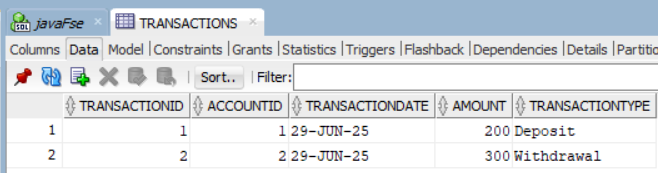 javaFse TRANSACTIONS
Columns Data Model Constraints Grants Statistics Triggers Flashback Dependencies Details Partitio
Sort.. Filter:
TRANSACTIONID ACCOUNTID TRANSACTIONDATE AMOUNT TRANSACTIONTYPE
1 1 1 29-JUN-25 200 Deposit
2 2 2 29-JUN-25 300 Withdrawal